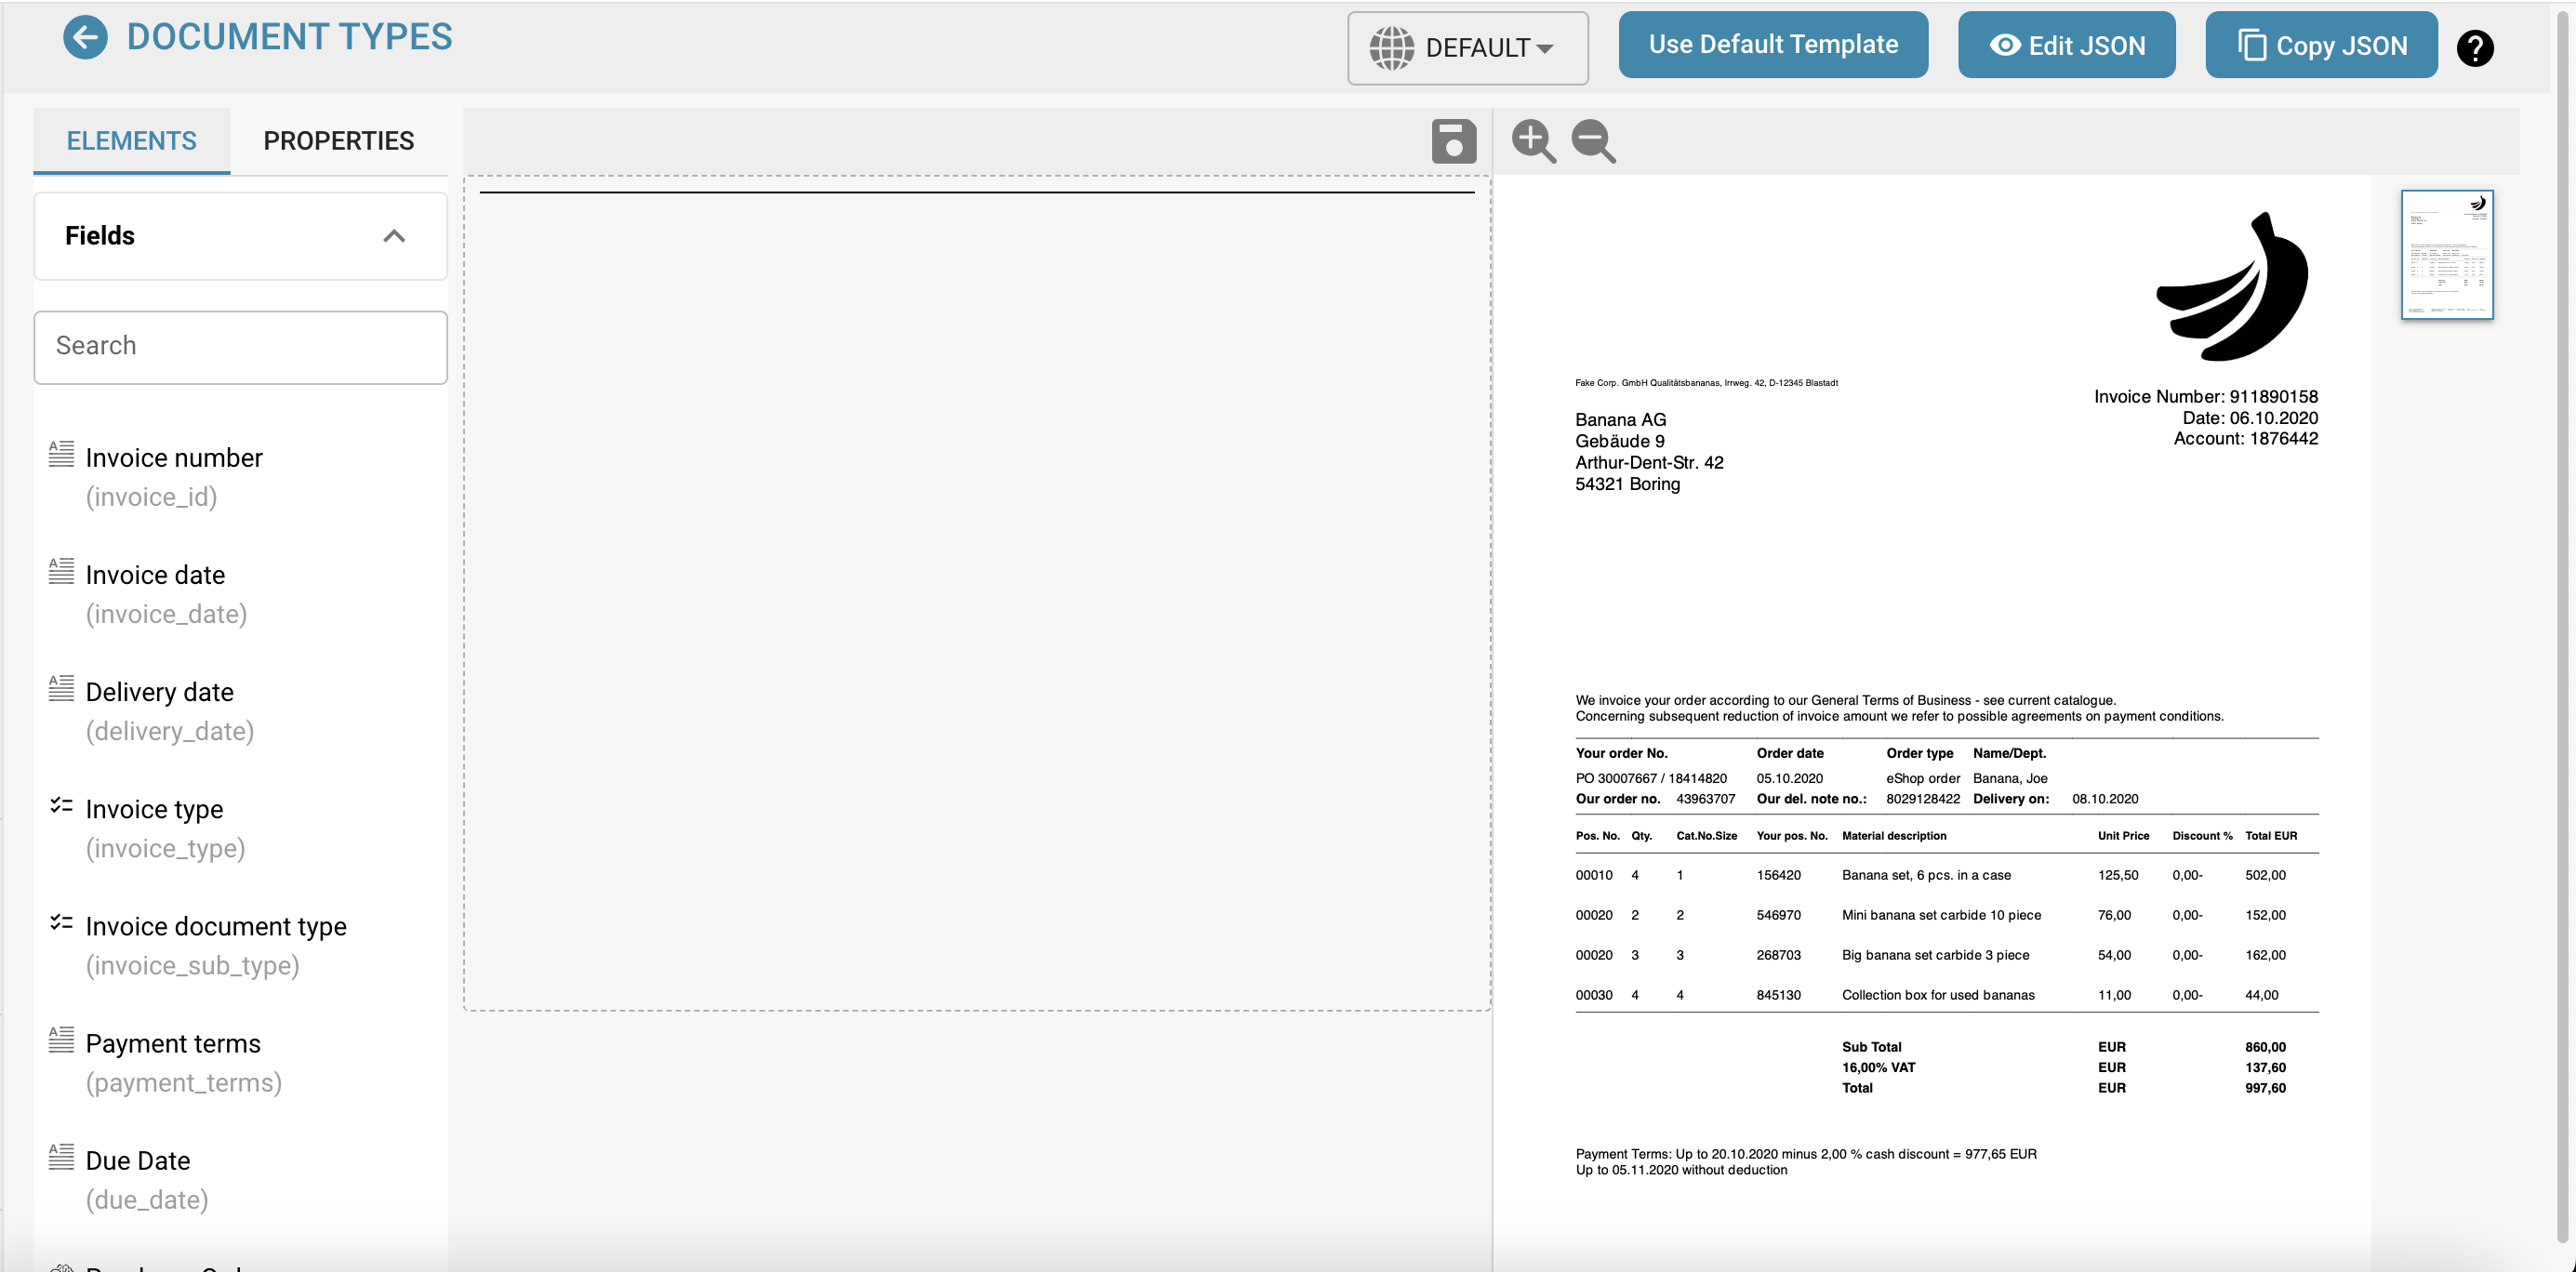 DOCUMENT TYPES
DEFAULT
Use Default Template
Edit JSON
Copy JSON
?
ELEMENTS
PROPERTIES
Fields
Search
Invoice number
(invoice_id)
Invoice date
(invoice_date)
Delivery date
(delivery_date)
Invoice type
(invoice_type)
Invoice document type
(invoice_sub_type)
Payment terms
(payment_terms)
Due Date
(due_date)
Fake Corp. GmbH Qualitätsbananas, Irrweg. 42, D-12345 Blastadt
Invoice Number: 911890158
Date: 06.10.2020
Account: 1876442
Banana AG
Gebäude 9
Arthur-Dent-Str. 42
54321 Boring
We invoice your order according to our General Terms of Business - see current catalogue.
Concerning subsequent reduction of invoice amount we refer to possible agreements on payment conditions.
Your order No. Order date Order type Name/Dept.
PO 30007667 / 18414820 05.10.2020 eShop order Banana, Joe
Our order no. 43963707 Our del. note no.: 8029128422 Delivery on: 08.10.2020
Pos. No. Qty. Cat.No.Size Your pos. No. Material description Unit Price Discount % Total EUR
00010 4 1 156420 Banana set, 6 pcs. in a case 125,50 0,00- 502,00
00020 2 2 546970 Mini banana set carbide 10 piece 76,00 0,00- 152,00
00020 3 3 268703 Big banana set carbide 3 piece 54,00 0,00- 162,00
00030 4 4 845130 Collection box for used bananas 11,00 0,00- 44,00
Sub Total EUR 860,00
16,00% VAT EUR 137,60
Total EUR 997,60
Payment Terms: Up to 20.10.2020 minus 2,00 % cash discount = 977,65 EUR
Up to 05.11.2020 without deduction